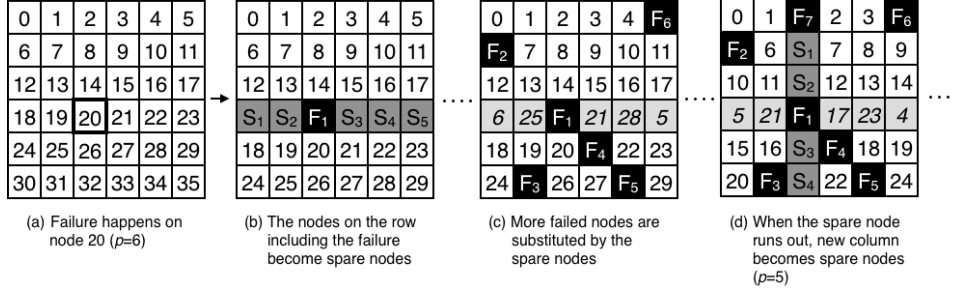 0 1 2 3 4 5
6 7 8 9 10 11
12 13 14 15 16 17
18 19 20 21 22 23
24 25 26 27 28 29
30 31 32 33 34 35
(a) Failure happens on
node 20 (p=6)
0 1 2 3 4 5
6 7 8 9 10 11
12 13 14 15 16 17
S1 S2 F1 S3 S4 S5
18 19 20 21 22 23
24 25 26 27 28 29
(b) The nodes on the row
including the failure
become spare nodes
0 1 2 3 4 F6
F2 7 8 9 10 11
12 13 14 15 16 17
6 25 F1 21 28 5
18 19 20 F4 22 23
24 F3 26 27 F5 29
(c) More failed nodes are
substituted by the
spare nodes
0 1 F7 2 3 F6
F2 6 S1 7 8 9
10 11 S2 12 13 14
5 21 F1 17 23 4
15 16 S3 F4 18 19
20 F3 S4 22 F5 24
(d) When the spare node
runs out, new column
becomes spare nodes
(p=5)